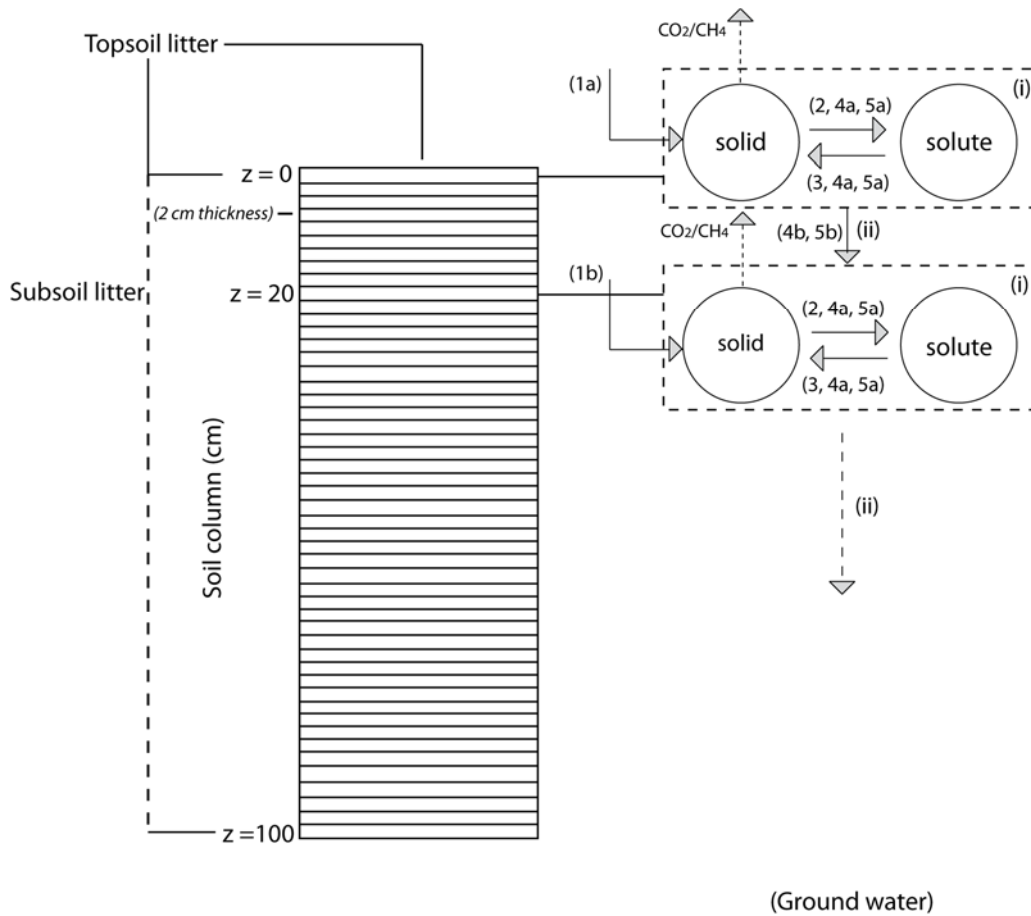 CO2/CH4
Topsoil litter
(1a)
(i)
solid
(2, 4a, 5a)
(3, 4a, 5a)
solute
z = 0
(2 cm thickness)
CO2/CH4
(4b, 5b)
(ii)
Subsoil litter
z = 20
(1b)
(i)
solid
(2, 4a, 5a)
(3, 4a, 5a)
solute
Soil column (cm)
(ii)
z =100
(Ground water)